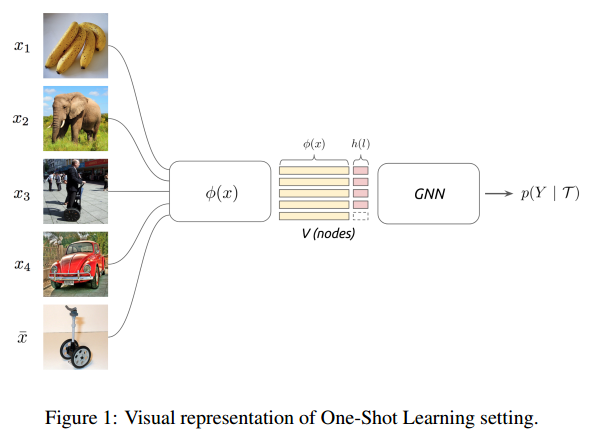 x₁
x₂
x₃
x₄
x̄
ϕ(x)
ϕ(x) h(l)
V (nodes)
GNN
p(Y | 𝒯)
Figure 1: Visual representation of One-Shot Learning setting.